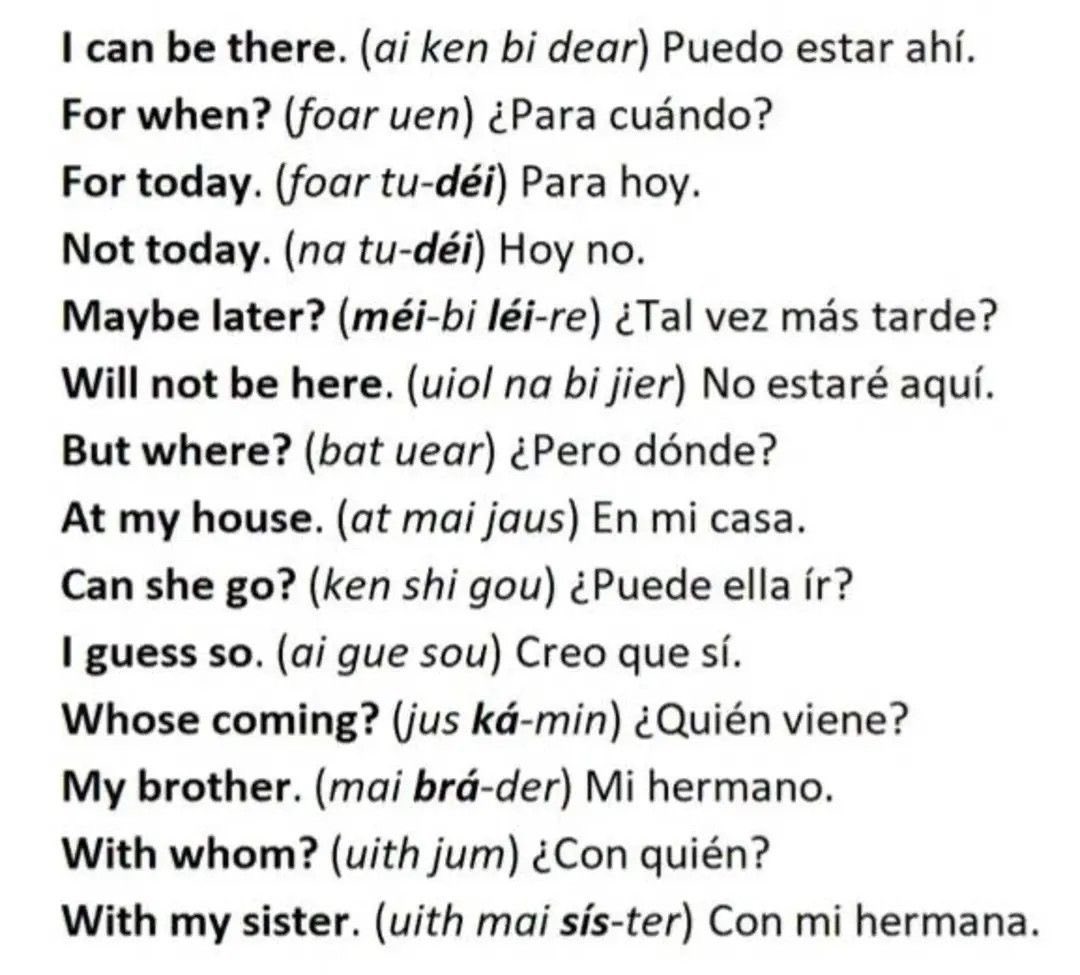 I can be there. (ai ken bi dear) Puedo estar ahí.
For when? (foar uen) ¿Para cuándo?
For today. (foar tu-déi) Para hoy.
Not today. (na tu-déi) Hoy no.
Maybe later? (méi-bi léi-re) ¿Tal vez más tarde?
Will not be here. (uiol na bi jier) No estaré aquí.
But where? (bat uear) ¿Pero dónde?
At my house. (at mai jaus) En mi casa.
Can she go? (ken shi gou) ¿Puede ella ír?
I guess so. (ai gue sou) Creo que sí.
Whose coming? (jus ká-min) ¿Quién viene?
My brother. (mai brá-der) Mi hermano.
With whom? (uith jum) ¿Con quién?
With my sister. (uith mai sís-ter) Con mi hermana.